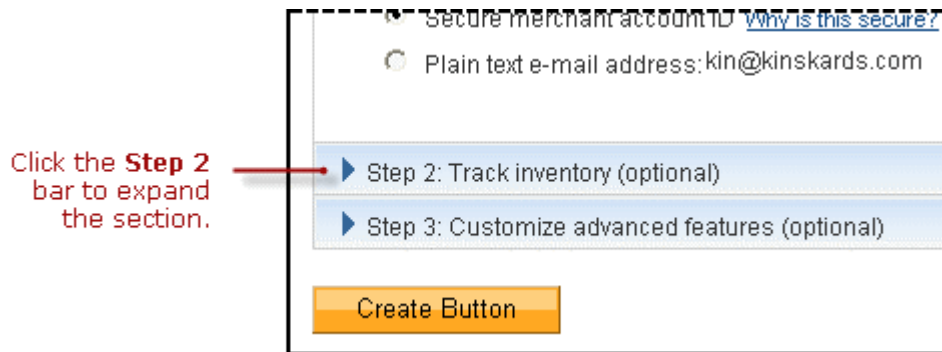 Secure merchant account ID Why is this secure?
Plain text e-mail address: kin@kinskards.com
Click the Step 2
bar to expand
the section.
Step 2: Track inventory (optional)
Step 3: Customize advanced features (optional)
Create Button